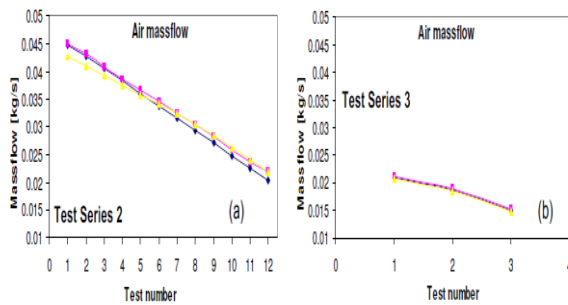 Air massflow
0.05
0.045
0.04
0.035
0.03
0.025
0.02
0.015
0.01
Massflow [kg/s]
Test Series 2
(a)
0 1 2 3 4 5 6 7 8 9 10 11 12
Test number
Air massflow
0.05
0.045
0.04
0.035
0.03
0.025
0.02
0.015
0.01
Massflow [kg/s]
Test Series 3
(b)
0 1 2 3 4
Test number